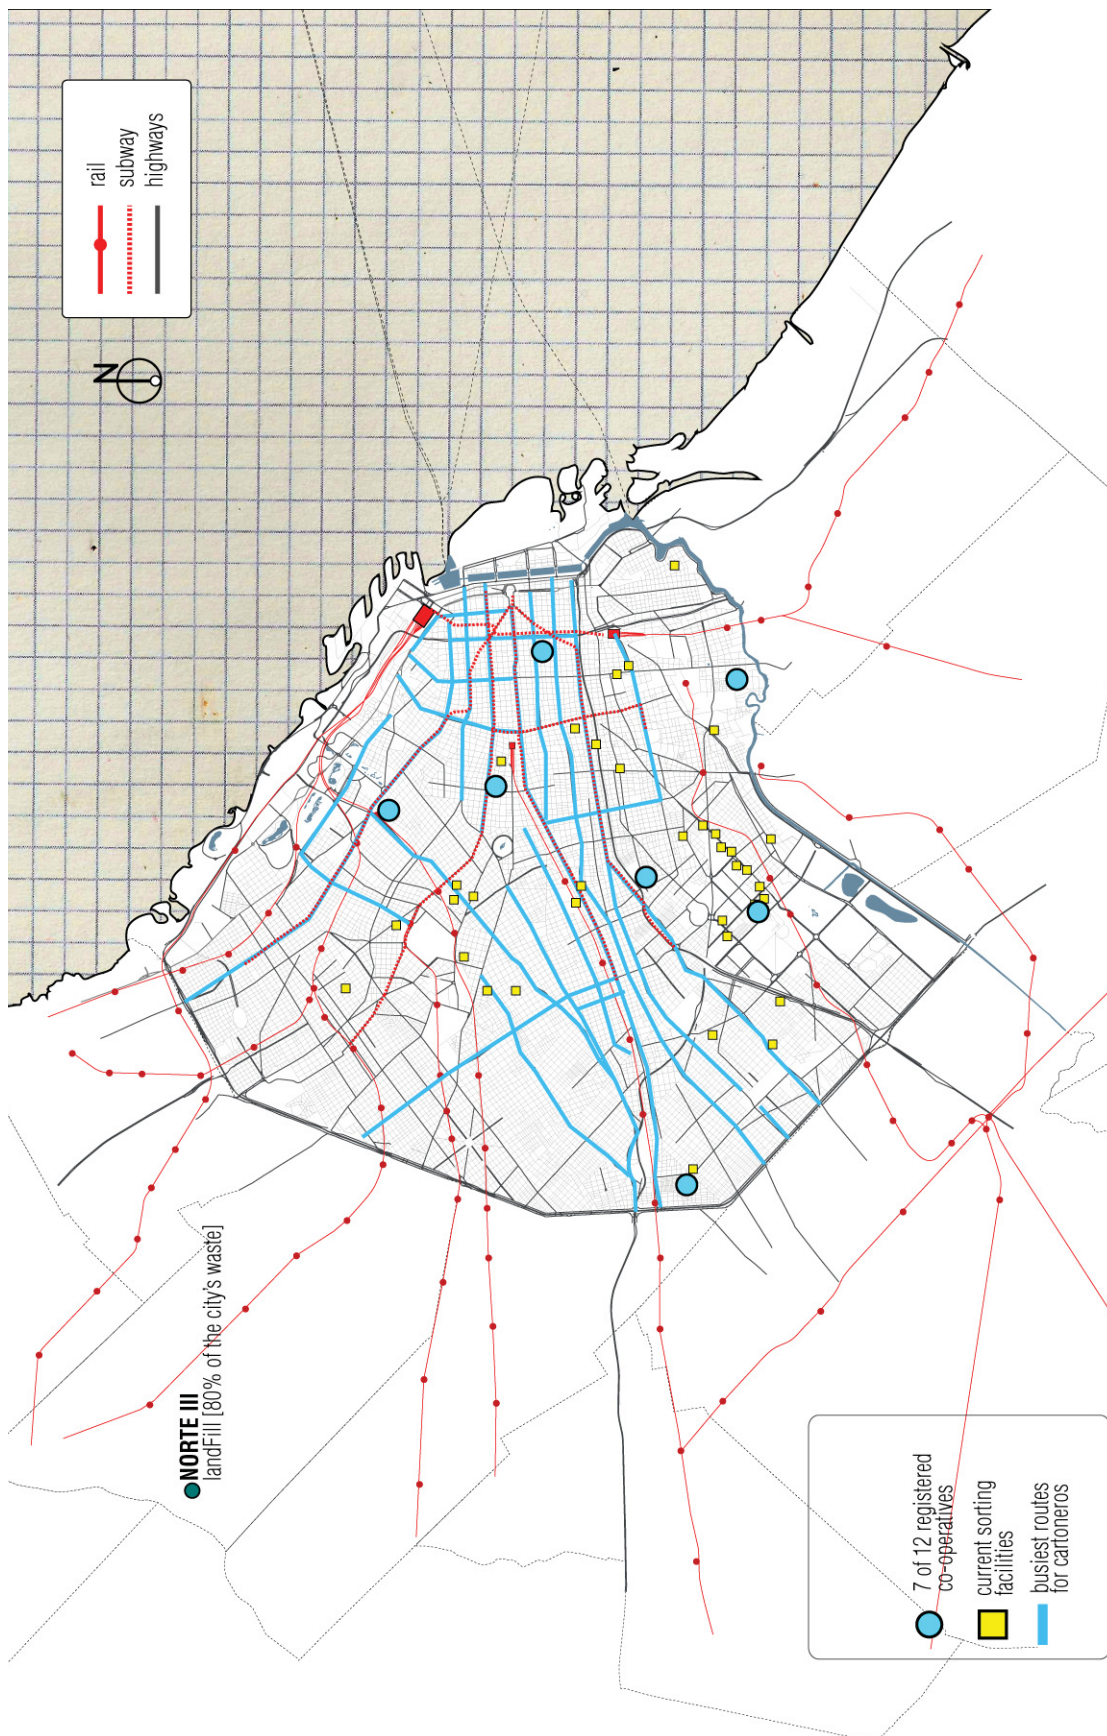 rail
subway
highways
N
NORTE III
landFill [80% of the city's waste]
7 of 12 registered
co-operatives
current sorting
facilities
busiest routes
for cartoneros